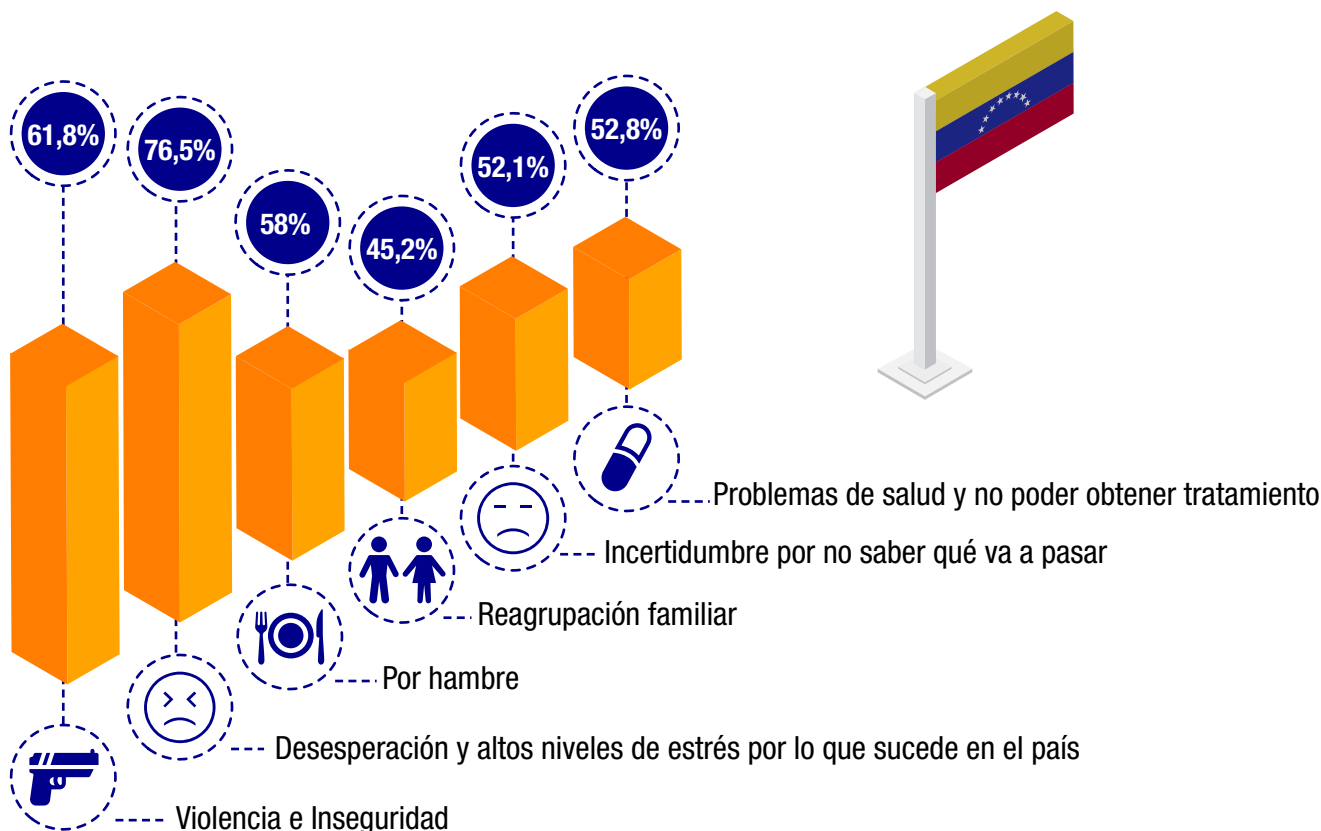 61,8%
76,5%
58%
45,2%
52,1%
52,8%
Problemas de salud y no poder obtener tratamiento
Incertidumbre por no saber qué va a pasar
Reagrupación familiar
Por hambre
Desesperación y altos niveles de estrés por lo que sucede en el país
Violencia e Inseguridad